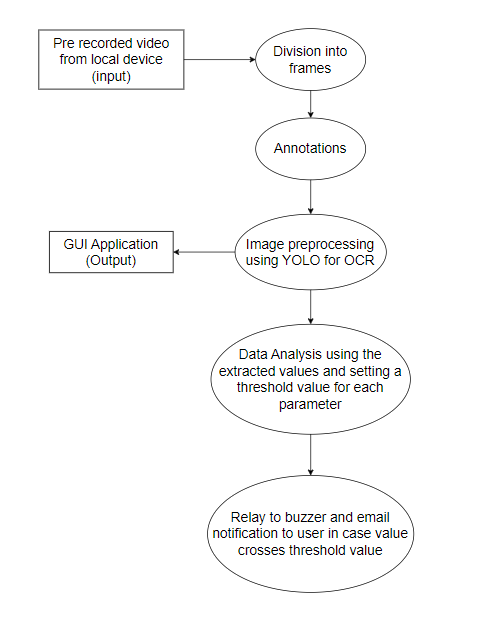 Pre recorded video
from local device
(input)
Division into
frames
Annotations
GUI Application
(Output)
Image preprocessing
using YOLO for OCR
Data Analysis using the
extracted values and setting a
threshold value for each
parameter
Relay to buzzer and email
notification to user in case value
crosses threshold value